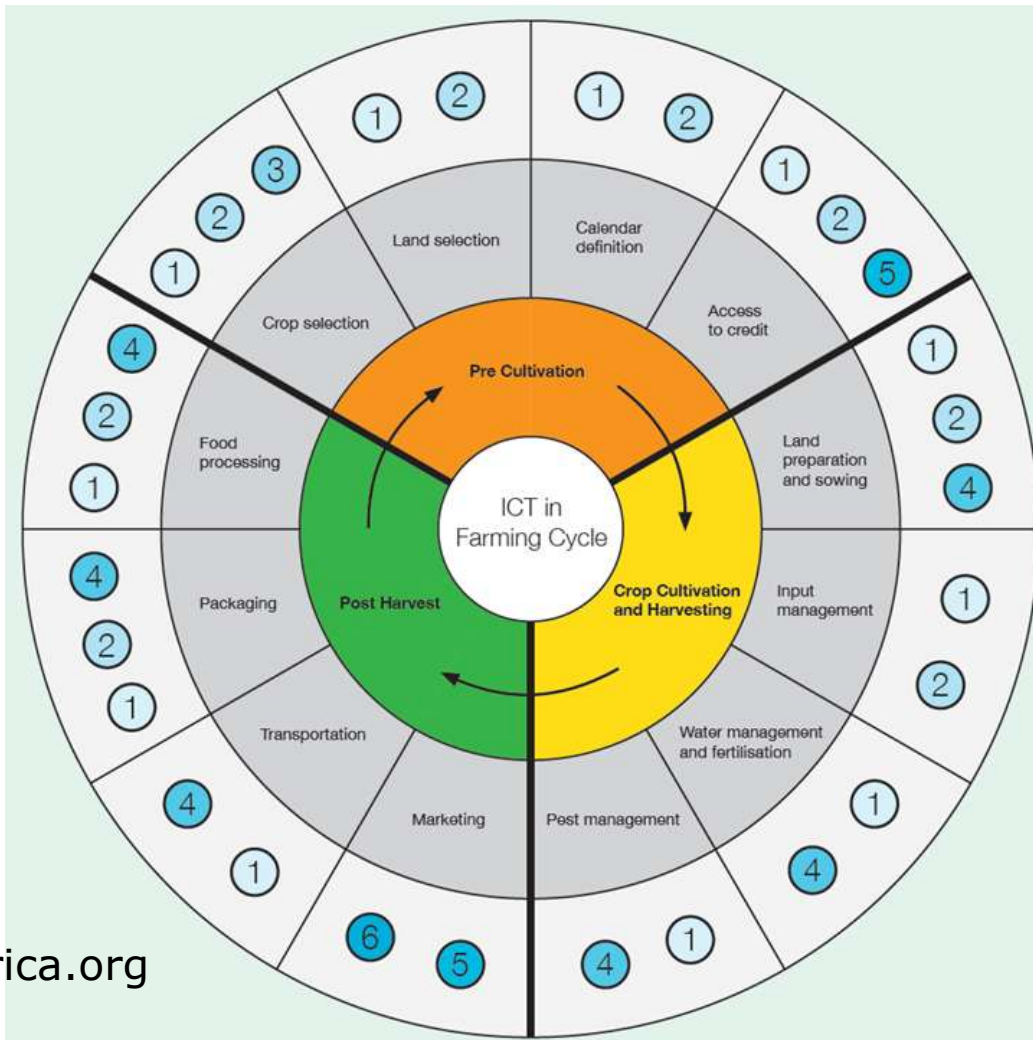 1
2
1
2
3
2
1
1
2
5
Land selection
Calendar
definition
Crop selection
Access
to credit
Pre Cultivation
4
2
1
1
2
4
Food
processing
Land
preparation
and sowing
ICT in
Farming Cycle
4
2
1
Packaging
Post Harvest
Crop Cultivation
and Harvesting
Input
management
1
2
Transportation
Water management
and fertilisation
4
1
1
4
Marketing
Pest management
6
5
4
1
rica.org